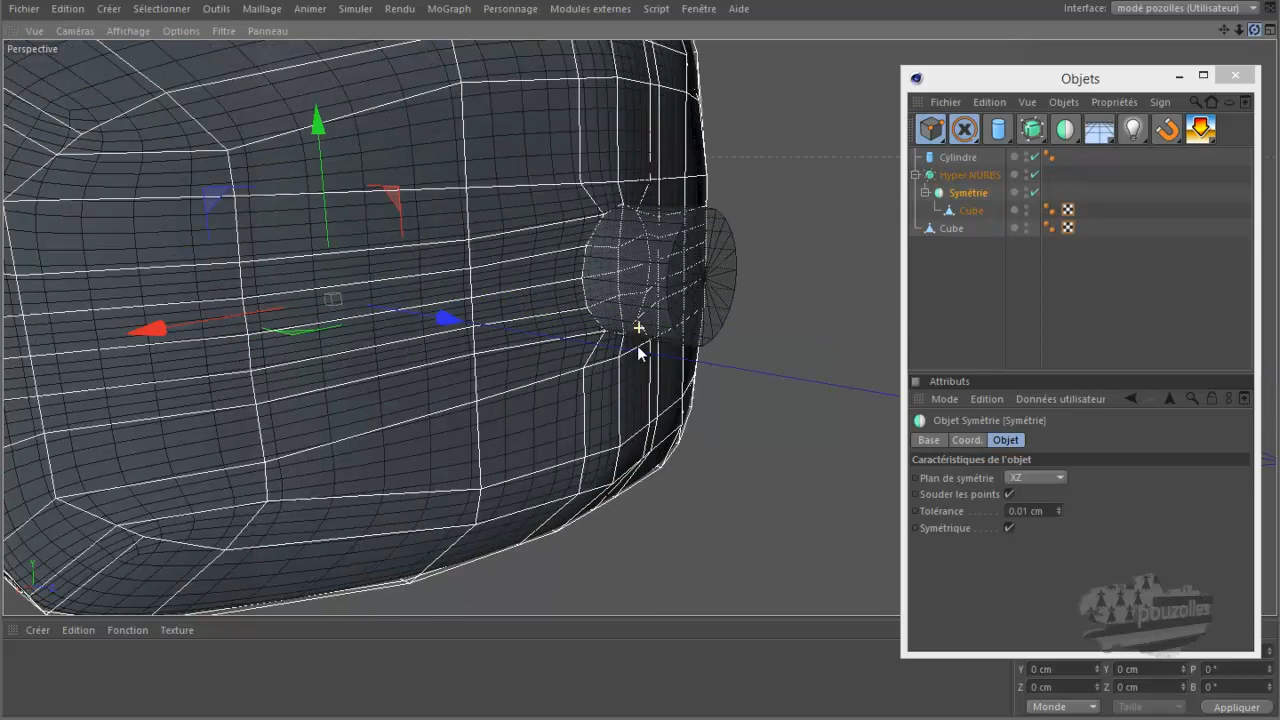 Fichier Edition Créer Sélectionner Outils Maillage Animer Simuler Rendu MoGraph Personnage Modules externes Script Fenêtre Aide Interface: modé pozolles (Utilisateur)
Vue Caméras Affichage Options Filtre Panneau
Perspective
Objets
Fichier Edition Vue Objets Propriétés Sign
Cylindre
Hyper NURBS
Symétrie
Cube
Cube
Attributs
Mode Edition Données utilisateur
Objet Symétrie [Symétrie]
Base Coord. Objet
Caractéristiques de l'objet
Plan de symétrie XZ
Souder les points
Tolérance 0.01 cm
Symétrique
pouzolles
Y
Créer Edition Fonction Texture
Y 0 cm Y 0 cm P 0 °
Z 0 cm Z 0 cm B 0 °
Monde Taille Appliquer